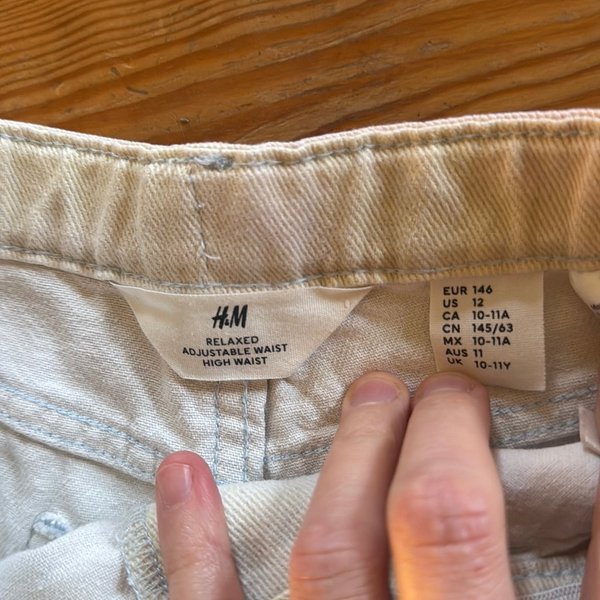 H&M
RELAXED
ADJUSTABLE WAIST
HIGH WAIST
EUR 146
US 12
CA 10-11A
CN 145/63
MX 10-11A
AUS 11
UK 10-11Y